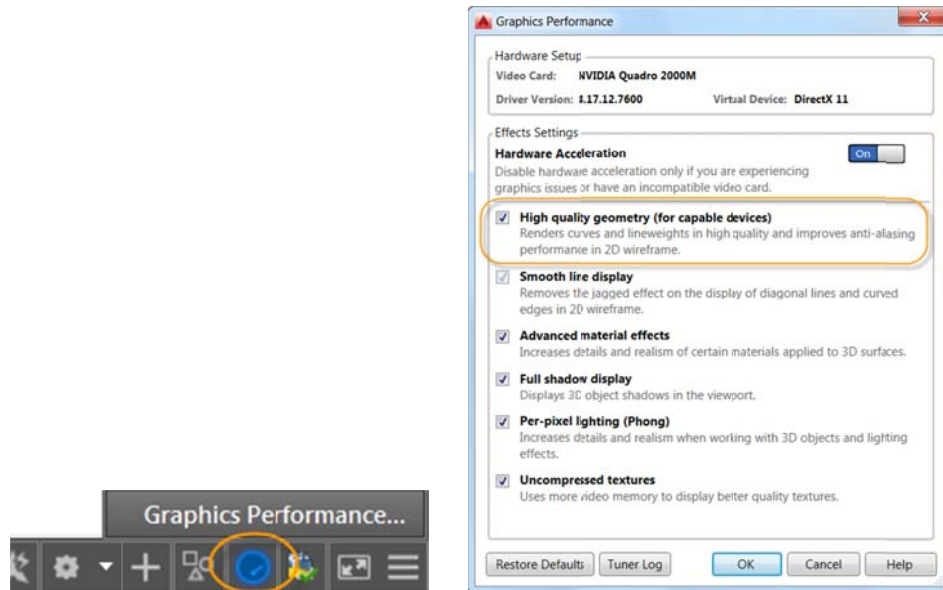 Graphics Performance
Hardware Setup
Video Card: NVIDIA Quadro 2000M
Driver Version: 8.17.12.7600 Virtual Device: DirectX 11
Effects Settings
Hardware Acceleration On
Disable hardware acceleration only if you are experiencing
graphics issues or have an incompatible video card.
High quality geometry (for capable devices)
Renders curves and lineweights in high quality and improves anti-aliasing
performance in 2D wireframe.
Smooth line display
Removes the jagged effect on the display of diagonal lines and curved
edges in 2D wireframe.
Advanced material effects
Increases details and realism of certain materials applied to 3D surfaces.
Full shadow display
Displays 3D object shadows in the viewport.
Per-pixel lighting (Phong)
Increases details and realism when working with 3D objects and lighting
effects.
Uncompressed textures
Uses more video memory to display better quality textures.
Restore Defaults Tuner Log OK Cancel Help
Graphics Performance...